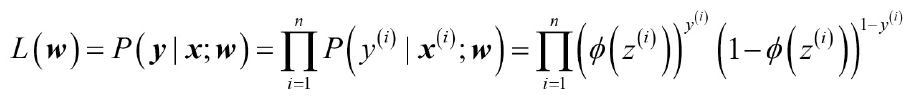 L(w) = P(y | x; w) = ∏_{i=1}^{n} P(y^{(i)} | x^{(i)}; w) = ∏_{i=1}^{n} (ϕ(z^{(i)}))^{y^{(i)}} (1−ϕ(z^{(i)}))^{1−y^{(i)}}